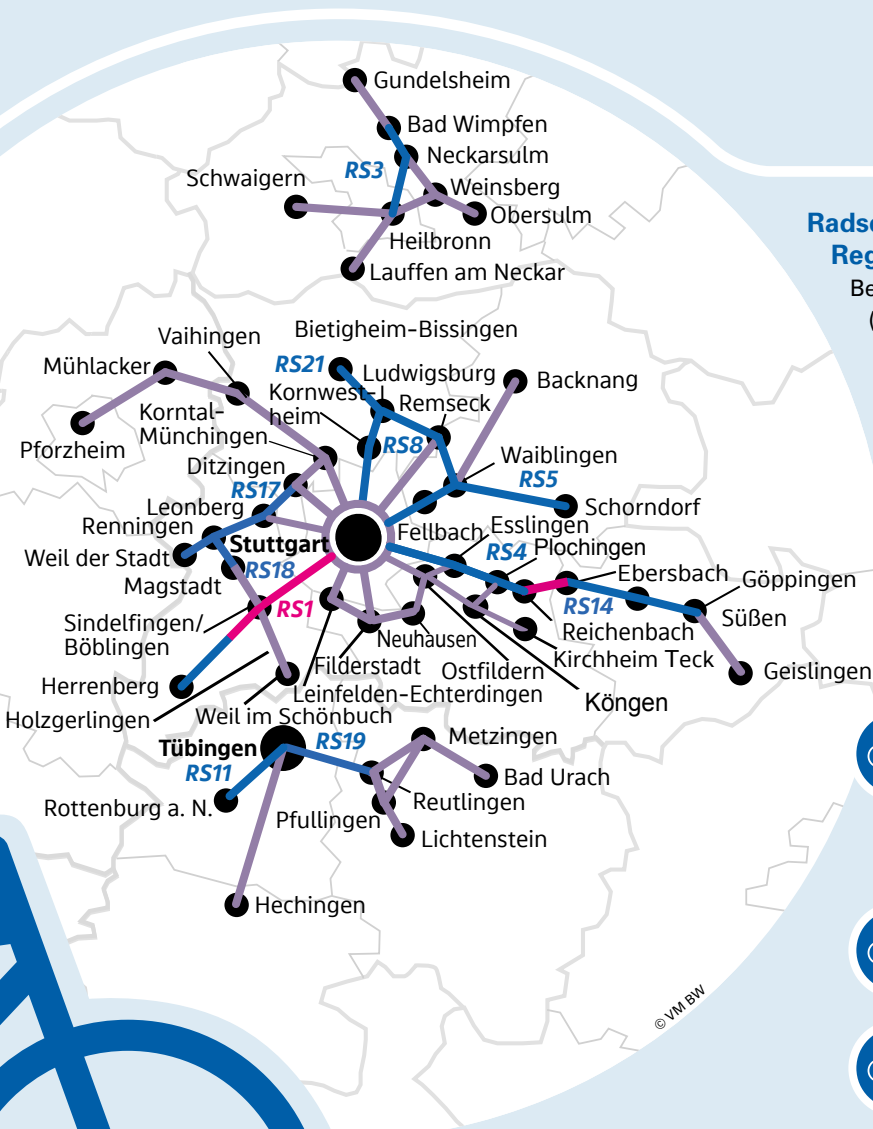 Gundelsheim
Bad Wimpfen
Neckarsulm
RS3
Schwaigern
Weinsberg
Obersulm
Heilbronn
Lauffen am Neckar
Vaihingen
Bietigheim-Bissingen
Mühlacker
RS21
Ludwigsburg
Backnang
Kornwest-
heim
Remseck
Korntal-
Münchingen
Pforzheim
RS8
Ditzingen
Waiblingen
RS17
RS5
Leonberg
Schorndorf
Renningen
Fellbach
Esslingen
Stuttgart
RS4
Plochingen
Weil der Stadt
RS18
Ebersbach
Göppingen
Magstadt
RS1
RS14
Süßen
Sindelfingen/
Böblingen
Reichenbach
Neuhausen
Kirchheim Teck
Filderstadt
Ostfildern
Geislingen
Herrenberg
Leinfelden-Echterdingen
Köngen
Holzgerlingen
Weil im Schönbuch
Tübingen
RS19
Metzingen
RS11
Bad Urach
Rottenburg a. N.
Reutlingen
Pfullingen
Lichtenstein
Hechingen
© VM BW